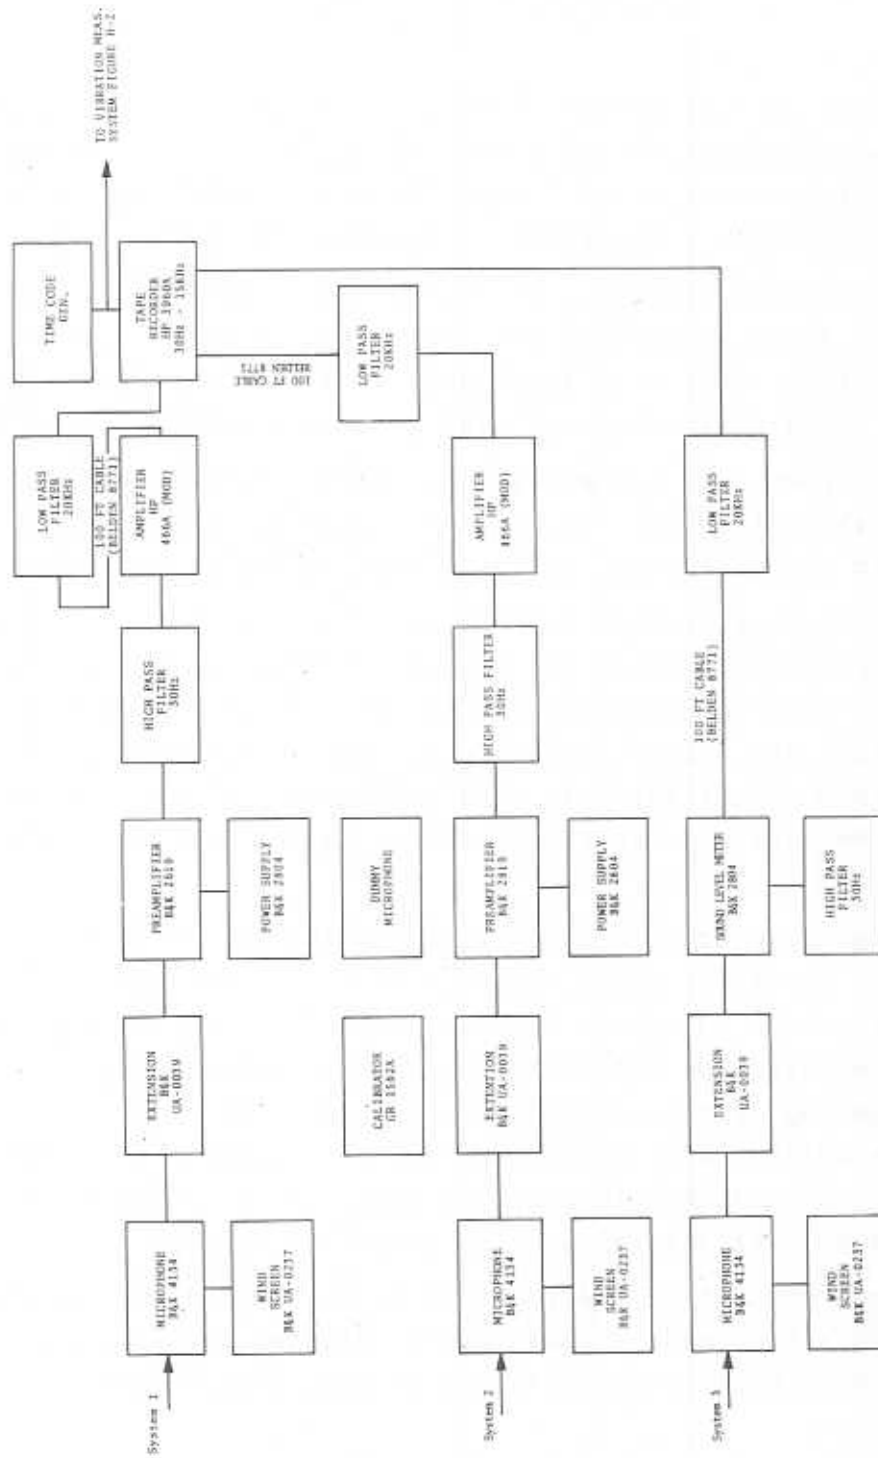 TO VIBRATION MEAS.
SYSTEM FIGURE H-2
TIME CODE
GEN.
TAPE
RECORDER
HP 3960A
30Hz - 15KHz
LOW PASS
FILTER
20KHz
100 FT CABLE
(BELDEN 8771)
AMPLIFIER
HP
466A (MOD)
HIGH PASS
FILTER
30Hz
PREAMPLIFIER
B&K 2619
POWER SUPPLY
B&K 2804
EXTENSION
B&K
UA-0039
MICROPHONE
B&K 4134
WIND
SCREEN
B&K UA-0237
System 1
100 FT CABLE
BELDEN 8771
LOW PASS
FILTER
20KHz
DUMMY
MICROPHONE
CALIBRATOR
GR 1562A
AMPLIFIER
HP
466A (MOD)
HIGH PASS FILTER
30Hz
PREAMPLIFIER
B&K 2619
POWER SUPPLY
B&K 2804
EXTENTION
B&K UA-0039
MICROPHONE
B&K 4134
WIND
SCREEN
B&K UA-0237
System 2
LOW PASS
FILTER
20KHz
100 FT CABLE
(BELDEN 8771)
SOUND LEVEL METER
B&K 2804
HIGH PASS
FILTER
30Hz
EXTENSION
B&K
UA-0039
MICROPHONE
B&K 4134
WIND
SCREEN
B&K UA-0237
System 3